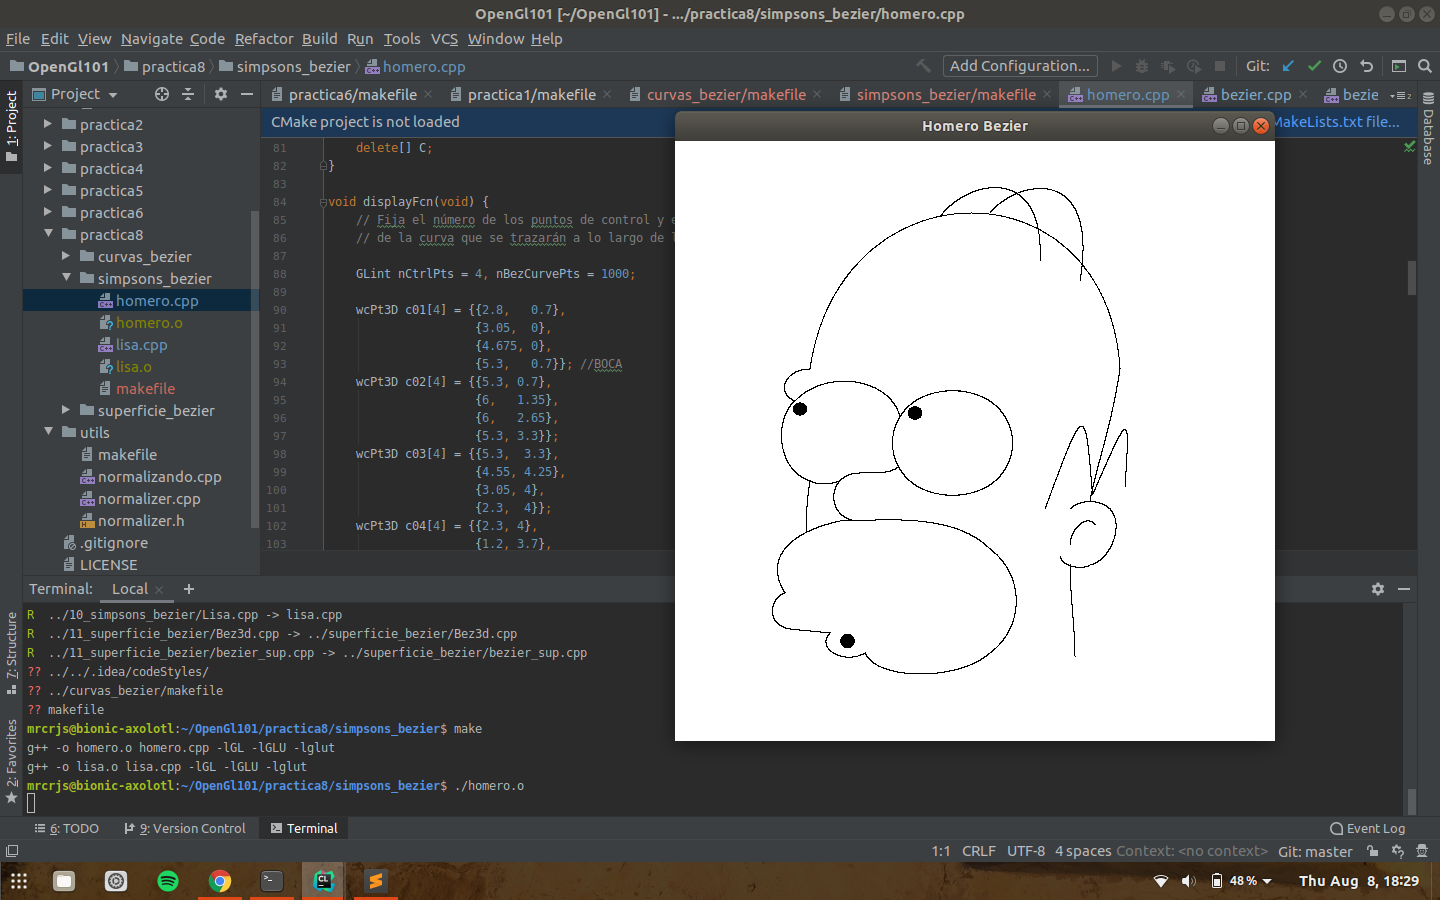 OpenGl101 [~/OpenGl101] - .../practica8/simpsons_bezier/homero.cpp
File Edit View Navigate Code Refactor Build Run Tools VCS Window Help
OpenGl101 practica8 simpsons_bezier homero.cpp
Add Configuration...
Git:
1: Project
Project
practica6/makefile
practica1/makefile
curvas_bezier/makefile
simpsons_bezier/makefile
homero.cpp
bezier.cpp
bezie
2
CMake project is not loaded
MakeLists.txt file...
Database
practica2
practica3
practica4
practica5
practica6
practica8
curvas_bezier
simpsons_bezier
homero.cpp
homero.o
lisa.cpp
lisa.o
makefile
superficie_bezier
utils
makefile
normalizando.cpp
normalizer.cpp
normalizer.h
.gitignore
LICENSE
81 delete[] C;
82 }
83
84 void displayFcn(void) {
85 // Fija el número de los puntos de control y e
86 // de la curva que se trazarán a lo largo de l
87
88 GLint nCtrlPts = 4, nBezCurvePts = 1000;
89
90 wcPt3D c01[4] = {{2.8, 0.7},
91 {3.05, 0},
92 {4.675, 0},
93 {5.3, 0.7}}; //BOCA
94 wcPt3D c02[4] = {{5.3, 0.7},
95 {6, 1.35},
96 {6, 2.65},
97 {5.3, 3.3}};
98 wcPt3D c03[4] = {{5.3, 3.3},
99 {4.55, 4.25},
100 {3.05, 4},
101 {2.3, 4}};
102 wcPt3D c04[4] = {{2.3, 4},
103 {1.2, 3.7},
Homero Bezier
Terminal: Local +
R ../10_simpsons_bezier/Lisa.cpp -> lisa.cpp
R ../11_superficie_bezier/Bez3d.cpp -> ../superficie_bezier/Bez3d.cpp
R ../11_superficie_bezier/bezier_sup.cpp -> ../superficie_bezier/bezier_sup.cpp
?? ../../.idea/codeStyles/
?? ../curvas_bezier/makefile
?? makefile
mrcrjs@bionic-axolotl:~/OpenGl101/practica8/simpsons_bezier$ make
g++ -o homero.o homero.cpp -lGL -lGLU -lglut
g++ -o lisa.o lisa.cpp -lGL -lGLU -lglut
mrcrjs@bionic-axolotl:~/OpenGl101/practica8/simpsons_bezier$ ./homero.o
7: Structure
2: Favorites
6: TODO
9: Version Control
Terminal
Event Log
1:1 CRLF UTF-8 4 spaces Context: <no context> Git: master
48 % Thu Aug 8, 18:29